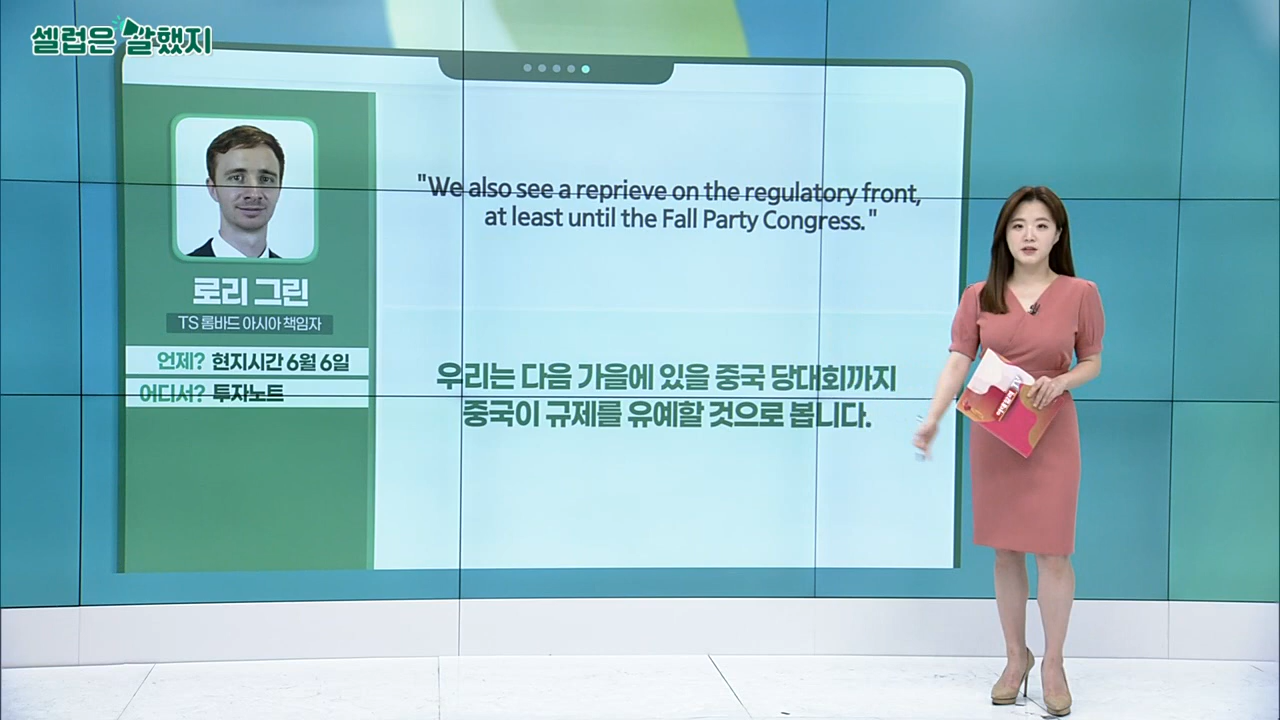 셀럽은 말했지
"We also see a reprieve on the regulatory front,
at least until the Fall Party Congress."
로리 그린
TS 롬바드 아시아 책임자
언제? 현지시간 6월 6일
어디서? 투자노트
우리는 다음 가을에 있을 중국 당대회까지
중국이 규제를 유예할 것으로 봅니다.